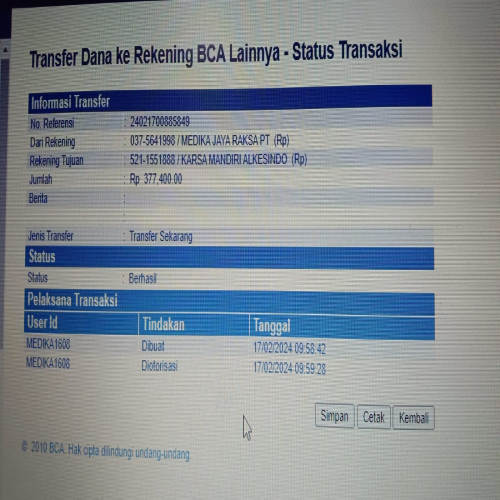 Transfer Dana ke Rekening BCA Lainnya - Status Transaksi
Informasi Transfer
No. Referensi : 24021700885849
Dari Rekening : 037-5641998 / MEDIKA JAYA RAKSA PT (Rp)
Rekening Tujuan : 521-1551888 / KARSA MANDIRI ALKESINDO (Rp)
Jumlah : Rp 377,400.00
Berita :
:
:
Jenis Transfer : Transfer Sekarang
Status
Status : Berhasil
Pelaksana Transaksi
User Id Tindakan Tanggal
MEDIKA1608 Dibuat 17/02/2024 09:58:42
MEDIKA1608 Diotorisasi 17/02/2024 09:59:28
Simpan Cetak Kembali
© 2010 BCA. Hak cipta dilindungi undang-undang.